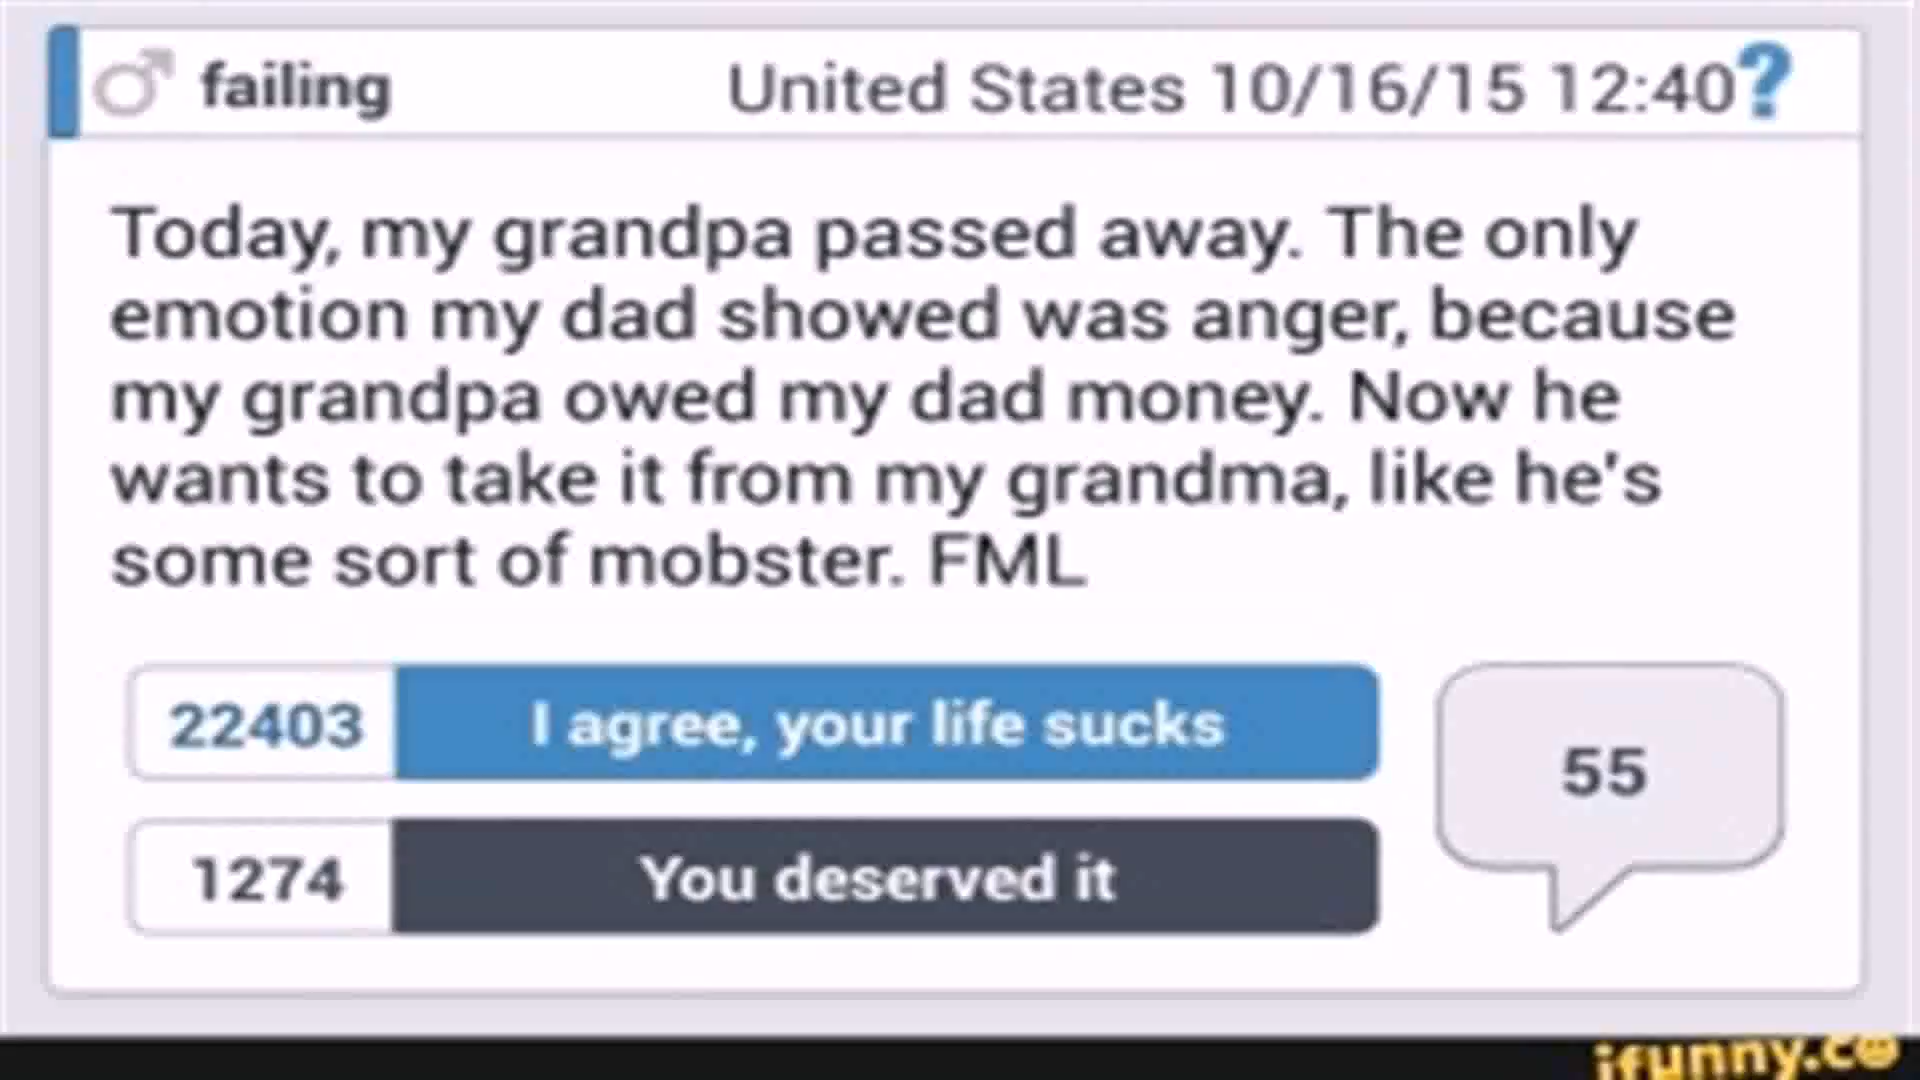 failing
United States 10/16/15 12:40?
Today, my grandpa passed away. The only
emotion my dad showed was anger, because
my grandpa owed my dad money. Now he
wants to take it from my grandma, like he's
some sort of mobster. FML
22403 I agree, your life sucks
55
1274 You deserved it
ifunny.co